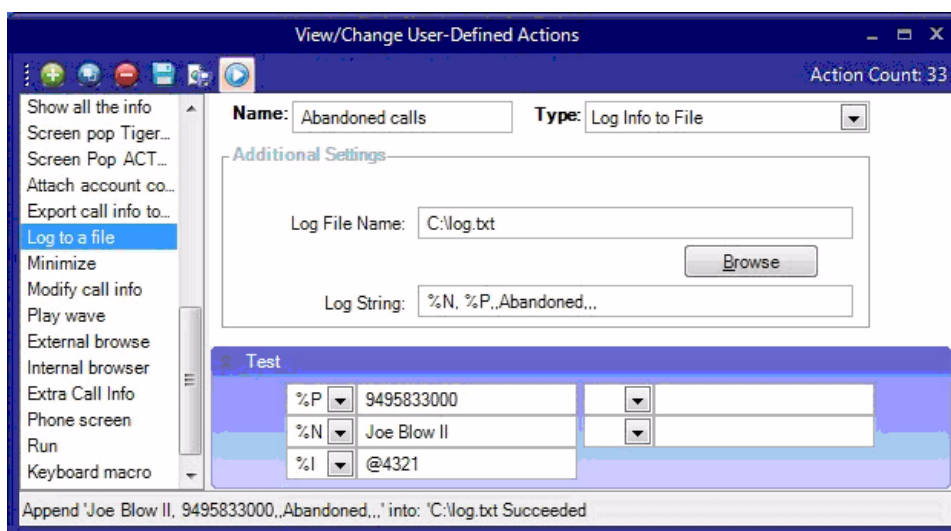 View/Change User-Defined Actions
Action Count: 33
Show all the info
Screen pop Tiger...
Screen Pop ACT...
Attach account co...
Export call info to...
Log to a file
Minimize
Modify call info
Play wave
External browse
Internal browser
Extra Call Info
Phone screen
Run
Keyboard macro
Name: Abandoned calls Type: Log Info to File
Additional Settings
Log File Name: C:\log.txt
Browse
Log String: %N, %P,,Abandoned,,,
Test
%P 9495833000
%N Joe Blow II
%I @4321
Append 'Joe Blow II, 9495833000,,Abandoned,,,' into: 'C:\log.txt Succeeded